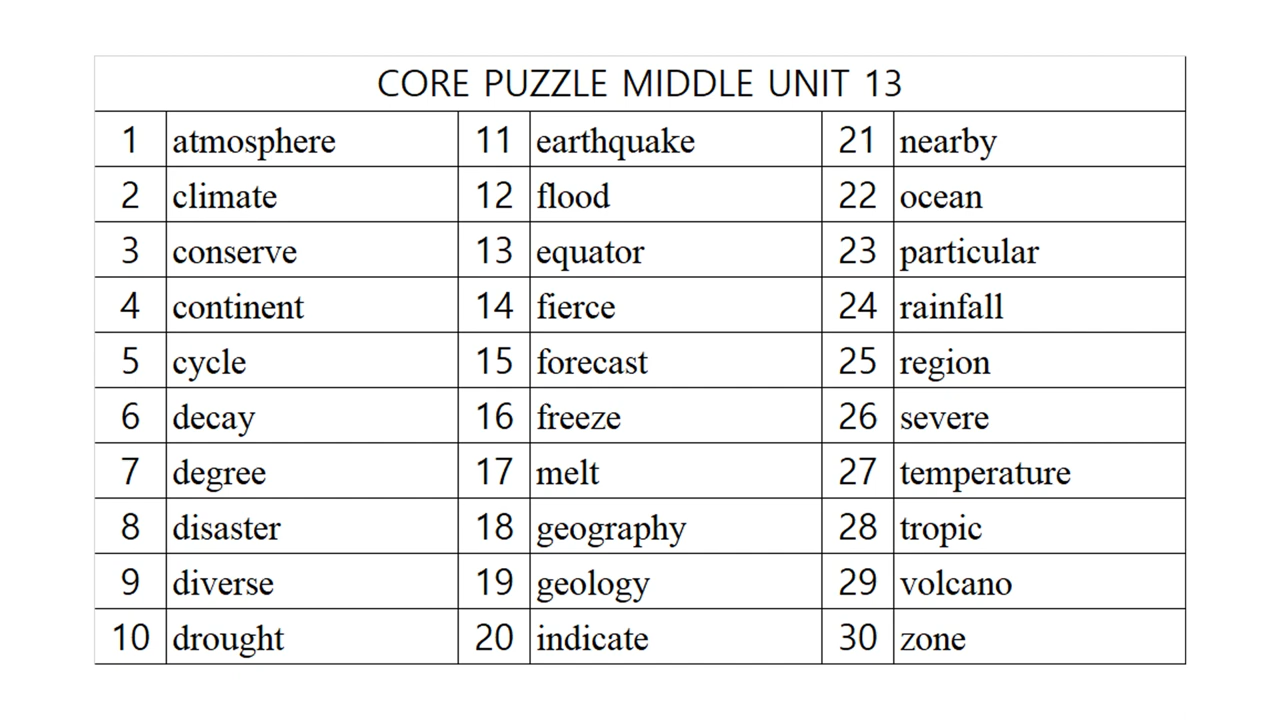 CORE PUZZLE MIDDLE UNIT 13
1 atmosphere 11 earthquake 21 nearby
2 climate 12 flood 22 ocean
3 conserve 13 equator 23 particular
4 continent 14 fierce 24 rainfall
5 cycle 15 forecast 25 region
6 decay 16 freeze 26 severe
7 degree 17 melt 27 temperature
8 disaster 18 geography 28 tropic
9 diverse 19 geology 29 volcano
10 drought 20 indicate 30 zone